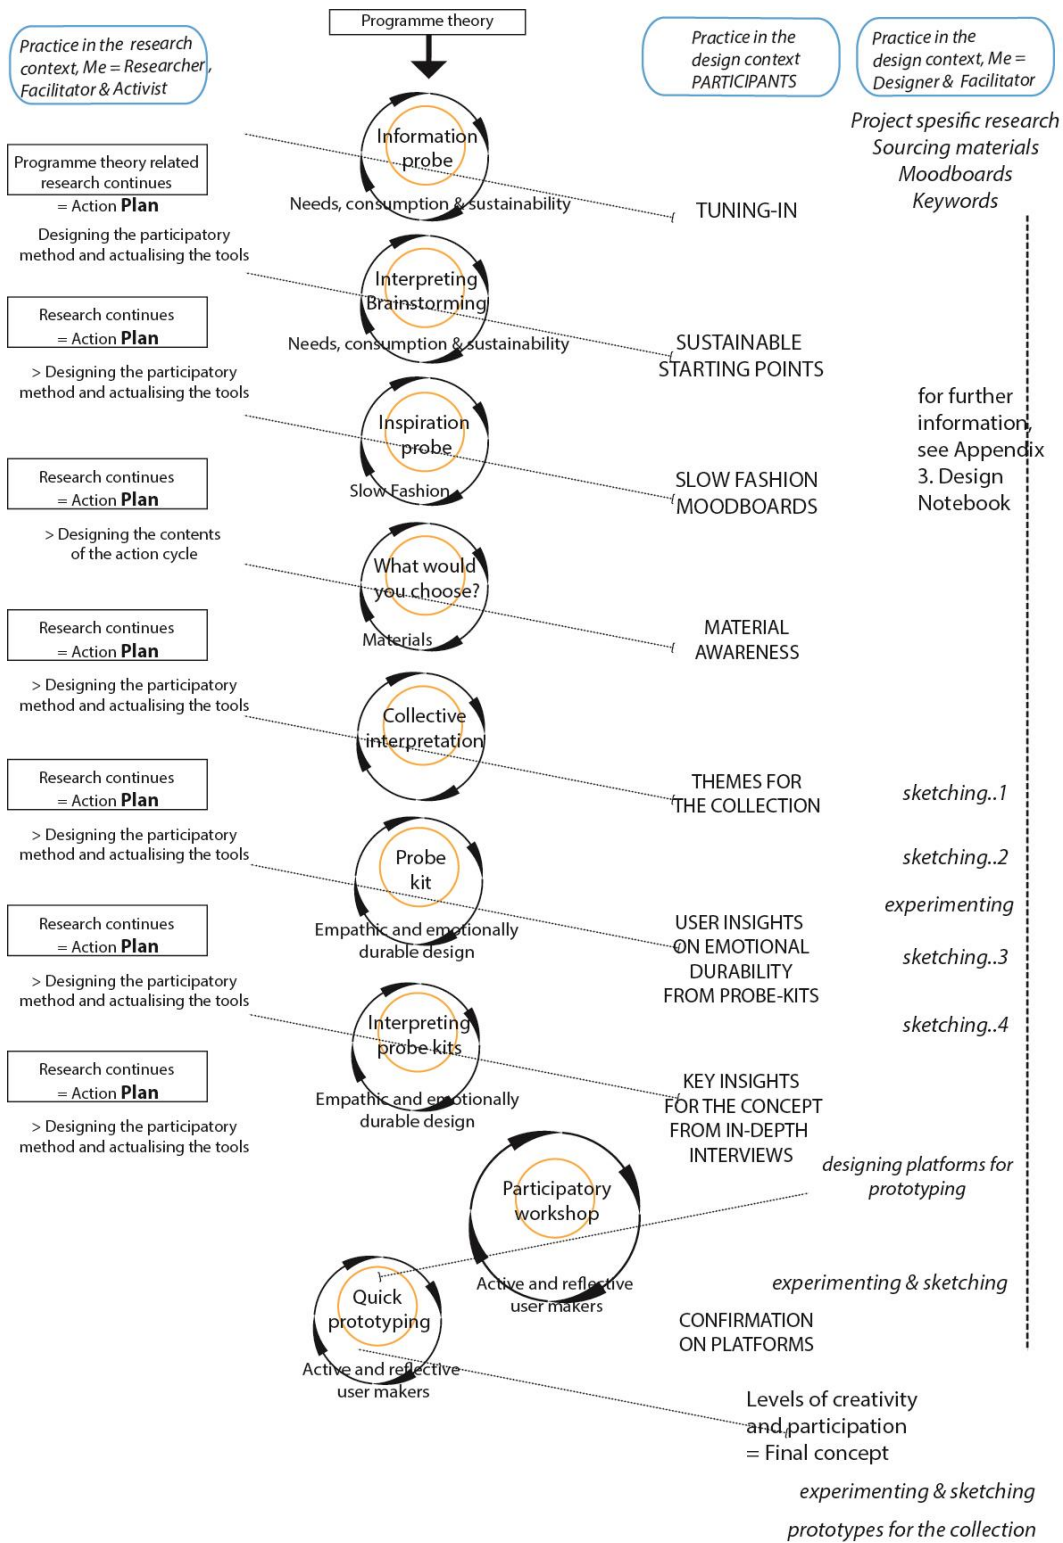 Programme theory
Practice in the research
context, Me = Researcher,
Facilitator & Activist
Practice in the
design context
PARTICIPANTS
Practice in the
design context, Me =
Designer & Facilitator
Project spesific research
Sourcing materials
Moodboards
Keywords
Information
probe
Needs, consumption & sustainability
Programme theory related
research continues
= Action Plan
TUNING-IN
Designing the participatory
method and actualising the tools
Interpreting
Brainstorming
Needs, consumption & sustainability
Research continues
= Action Plan
SUSTAINABLE
STARTING POINTS
> Designing the participatory
method and actualising the tools
Inspiration
probe
Slow Fashion
for further
information,
see Appendix
3. Design
Notebook
Research continues
= Action Plan
SLOW FASHION
MOODBOARDS
> Designing the contents
of the action cycle
What would
you choose?
Materials
Research continues
= Action Plan
MATERIAL
AWARENESS
> Designing the participatory
method and actualising the tools
Collective
interpretation
Research continues
= Action Plan
THEMES FOR
THE COLLECTION
sketching..1
> Designing the participatory
method and actualising the tools
Probe
kit
Empathic and emotionally
durable design
sketching..2
experimenting
Research continues
= Action Plan
USER INSIGHTS
ON EMOTIONAL
DURABILITY
FROM PROBE-KITS
sketching..3
> Designing the participatory
method and actualising the tools
Interpreting
probe kits
Empathic and emotionally
durable design
sketching..4
Research continues
= Action Plan
KEY INSIGHTS
FOR THE CONCEPT
FROM IN-DEPTH
INTERVIEWS
> Designing the participatory
method and actualising the tools
designing platforms for
prototyping
Participatory
workshop
Active and reflective
user makers
experimenting & sketching
Quick
prototyping
Active and reflective
user makers
CONFIRMATION
ON PLATFORMS
Levels of creativity
and participation
= Final concept
experimenting & sketching
prototypes for the collection